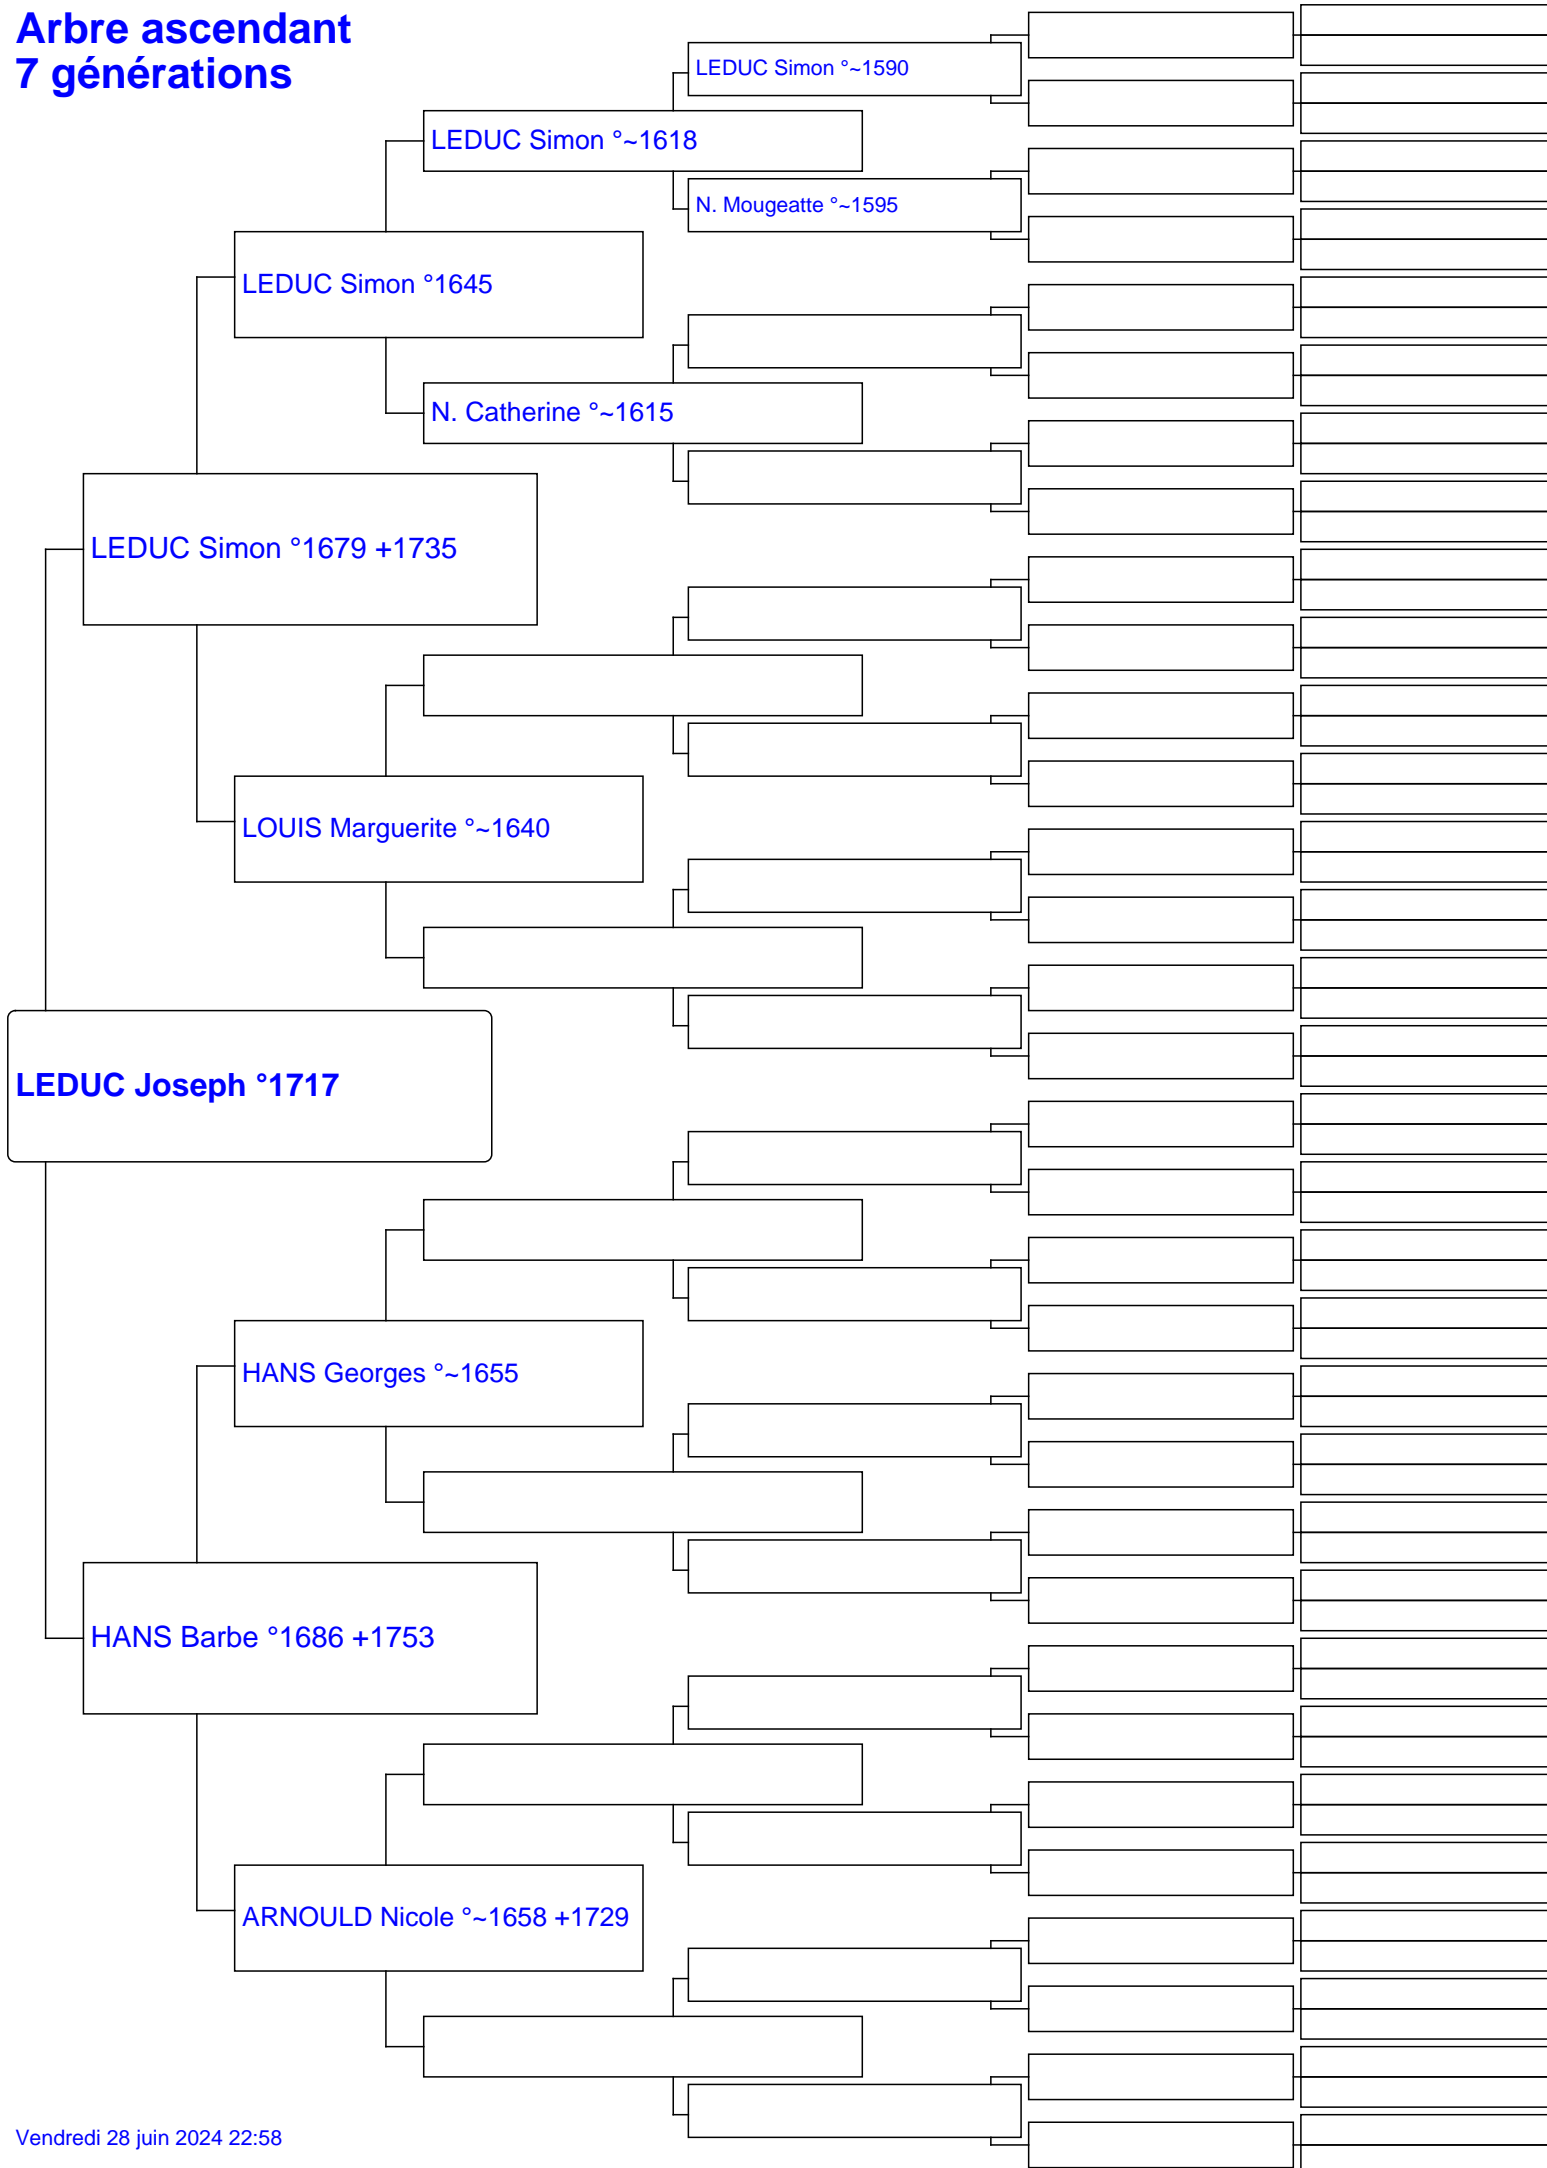 Arbre ascendant
7 générations
LEDUC Simon °~1590
LEDUC Simon °~1618
N. Mougeatte °~1595
LEDUC Simon °1645
N. Catherine °~1615
LEDUC Simon °1679 +1735
LOUIS Marguerite °~1640
LEDUC Joseph °1717
HANS Georges °~1655
HANS Barbe °1686 +1753
ARNOULD Nicole °~1658 +1729
Vendredi 28 juin 2024 22:58